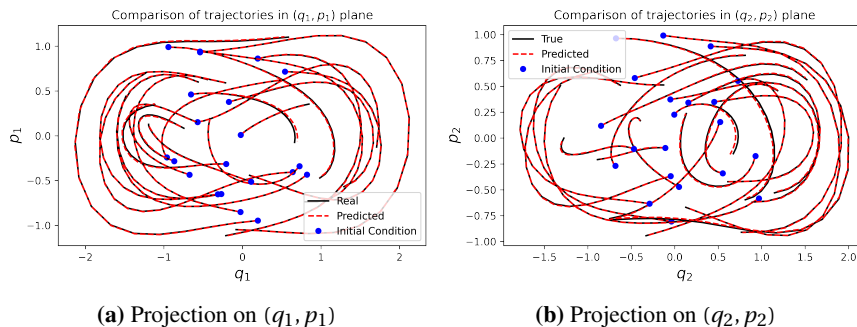 Comparison of trajectories in (q₁, p₁) plane
p₁
1.0
0.5
0.0
−0.5
−1.0
−2
−1
0
1
2
q₁
Real
Predicted
Initial Condition
(a) Projection on (q₁, p₁)
Comparison of trajectories in (q₂, p₂) plane
p₂
1.00
0.75
0.50
0.25
0.00
−0.25
−0.50
−0.75
−1.00
−1.5
−1.0
−0.5
0.0
0.5
1.0
1.5
2.0
q₂
True
Predicted
Initial Condition
(b) Projection on (q₂, p₂)